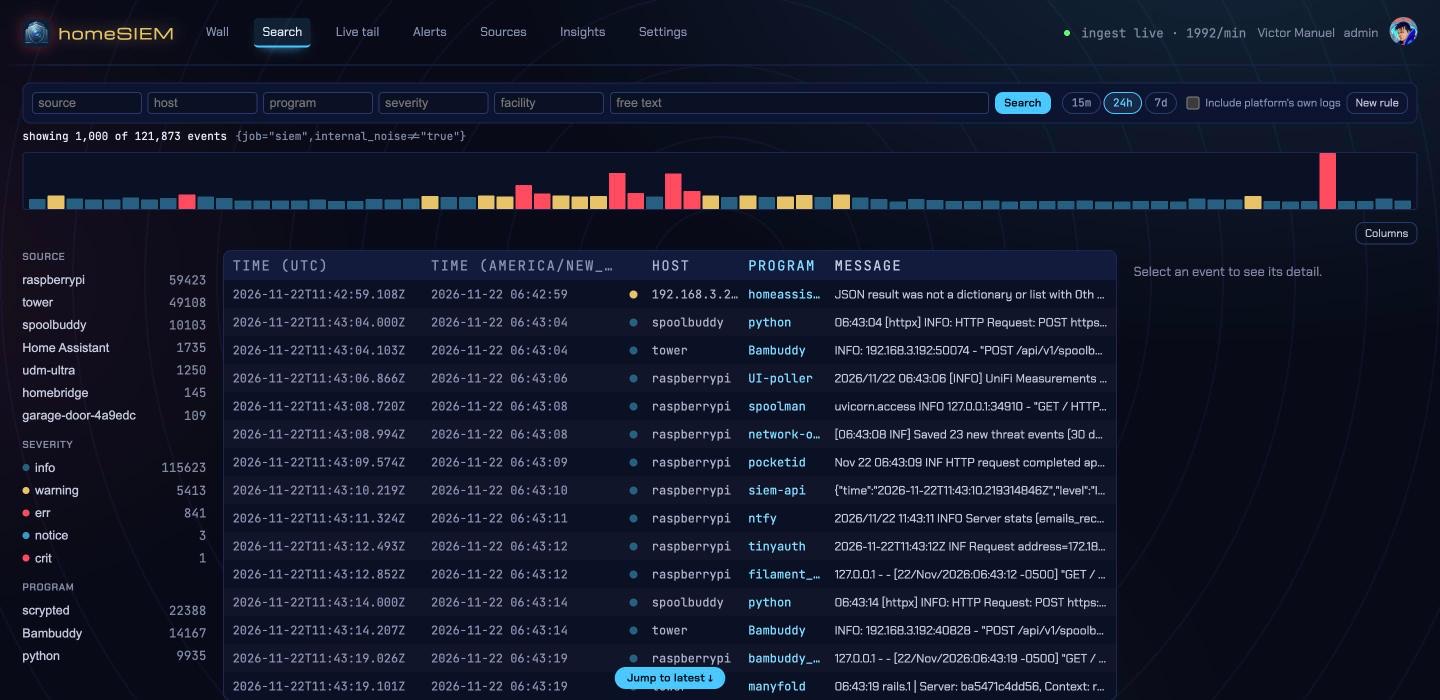 homeSIEM Wall Search Live tail Alerts Sources Insights Settings ingest live · 1992/min Victor Manuel admin
source host program severity facility free text Search 15m 24h 7d Include platform's own logs New rule
showing 1,000 of 121,873 events {job="siem",internal_noise≠"true"}
Columns
SOURCE
raspberrypi 59423
tower 49108
spoolbuddy 10103
Home Assistant 1735
udm-ultra 1250
homebridge 145
garage-door-4a9edc 109
SEVERITY
info 115623
warning 5413
err 841
notice 3
crit 1
PROGRAM
scrypted 22388
Bambuddy 14167
python 9935
TIME (UTC) TIME (AMERICA/NEW_… HOST PROGRAM MESSAGE
2026-11-22T11:42:59.108Z 2026-11-22 06:42:59 192.168.3.2… homeassis… JSON result was not a dictionary or list with 0th ...
2026-11-22T11:43:04.000Z 2026-11-22 06:43:04 spoolbuddy python 06:43:04 [httpx] INFO: HTTP Request: POST https...
2026-11-22T11:43:04.103Z 2026-11-22 06:43:04 tower Bambuddy INFO: 192.168.3.192:50074 - "POST /api/v1/spoolb...
2026-11-22T11:43:06.866Z 2026-11-22 06:43:06 raspberrypi UI-poller 2026/11/22 06:43:06 [INFO] UniFi Measurements ...
2026-11-22T11:43:08.720Z 2026-11-22 06:43:08 raspberrypi spoolman uvicorn.access INFO 127.0.0.1:34910 - "GET / HTTP...
2026-11-22T11:43:08.994Z 2026-11-22 06:43:08 raspberrypi network-o… [06:43:08 INF] Saved 23 new threat events (30 d...
2026-11-22T11:43:09.574Z 2026-11-22 06:43:09 raspberrypi pocketid Nov 22 06:43:09 INF HTTP request completed ap...
2026-11-22T11:43:10.219Z 2026-11-22 06:43:10 raspberrypi siem-api {"time":"2026-11-22T11:43:10.219314846Z","level":"I...
2026-11-22T11:43:11.324Z 2026-11-22 06:43:11 raspberrypi ntfy 2026/11/22 11:43:11 INFO Server stats (emails_rec...
2026-11-22T11:43:12.493Z 2026-11-22 06:43:12 raspberrypi tinyauth 2026-11-22T11:43:12Z INF Request address=172.18...
2026-11-22T11:43:12.852Z 2026-11-22 06:43:12 raspberrypi filament_… 127.0.0.1 - - [22/Nov/2026:06:43:12 -0500] "GET / ...
2026-11-22T11:43:14.000Z 2026-11-22 06:43:14 spoolbuddy python 06:43:14 [httpx] INFO: HTTP Request: POST https:...
2026-11-22T11:43:14.207Z 2026-11-22 06:43:14 tower Bambuddy INFO: 192.168.3.192:40828 - "POST /api/v1/spoolb...
2026-11-22T11:43:19.026Z 2026-11-22 06:43:19 raspberrypi bambuddy_… 127.0.0.1 - - [22/Nov/2026:06:43:19 -0500] "GET / ...
2026-11-22T11:43:19.101Z 2026-11-22 06:43:19 manyfold 06:43:19 rails.1 | Server: ba5471c4dd56, Context: r...
Jump to latest ↓
Select an event to see its detail.